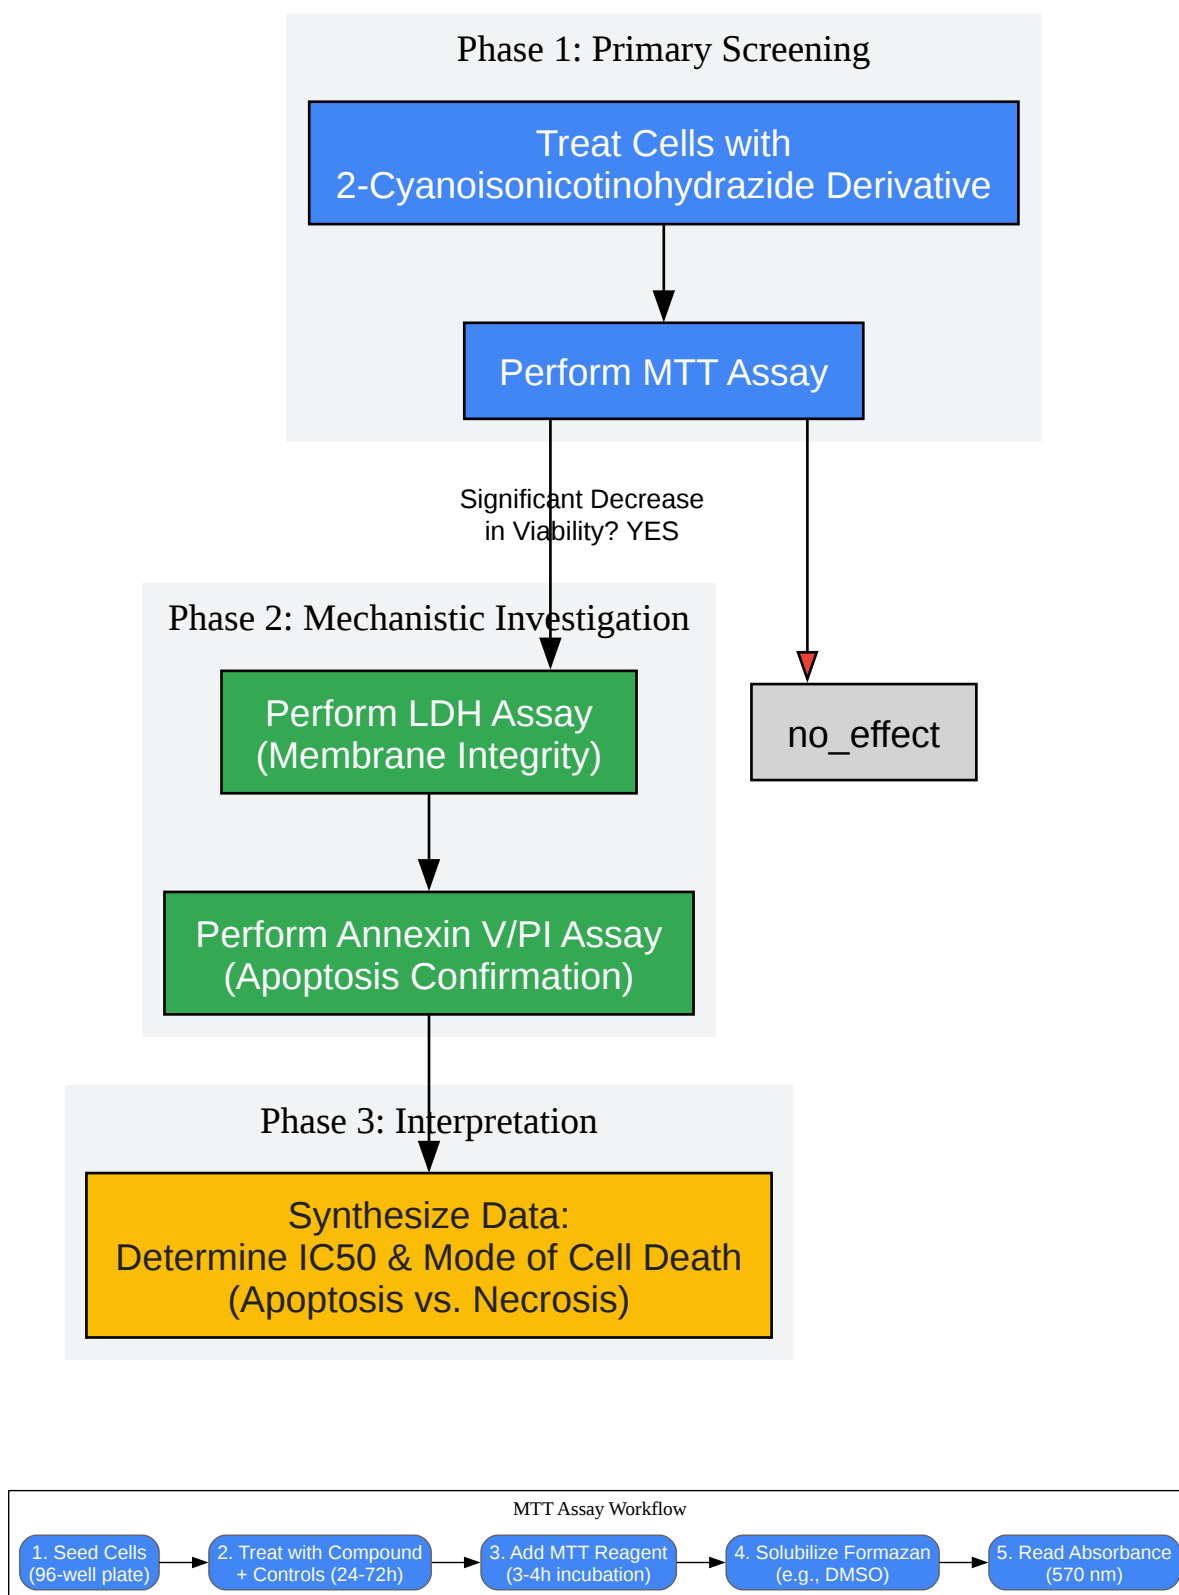 Phase 1: Primary Screening
Treat Cells with
2-Cyanoisonicotinohydrazide Derivative
Perform MTT Assay
Significant Decrease
in Viability? YES
Phase 2: Mechanistic Investigation
Perform LDH Assay
(Membrane Integrity)
no_effect
Perform Annexin V/PI Assay
(Apoptosis Confirmation)
Phase 3: Interpretation
Synthesize Data:
Determine IC50 & Mode of Cell Death
(Apoptosis vs. Necrosis)
MTT Assay Workflow
1. Seed Cells
(96-well plate)
2. Treat with Compound
+ Controls (24-72h)
3. Add MTT Reagent
(3-4h incubation)
4. Solubilize Formazan
(e.g., DMSO)
5. Read Absorbance
(570 nm)